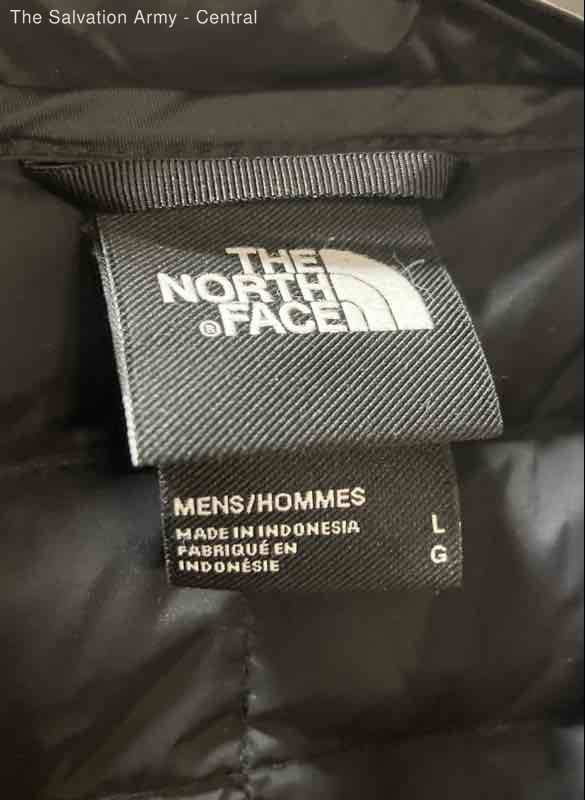 The Salvation Army - Central
THE
NORTH
®FACE
MENS/HOMMES
MADE IN INDONESIA
FABRIQUÉ EN
INDONÉSIE
L
G